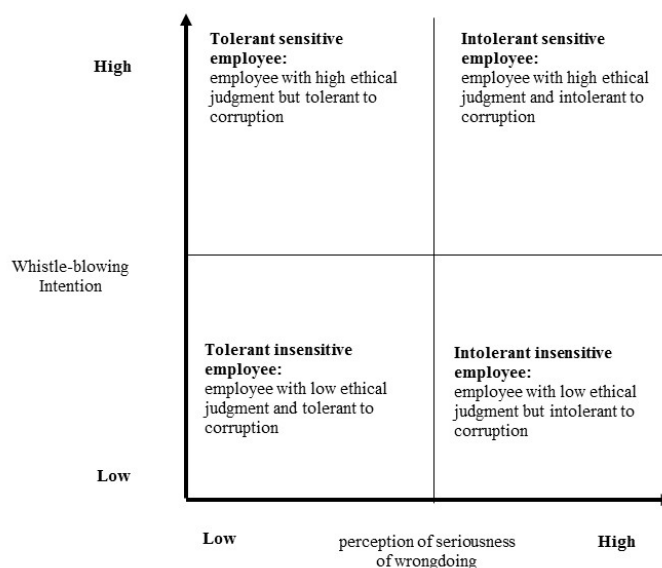 Tolerant sensitive
employee:
employee with high ethical
judgment but tolerant to
corruption
Intolerant sensitive
employee:
employee with high ethical
judgment and intolerant to
corruption
High
Whistle-blowing
Intention
Tolerant insensitive
employee:
employee with low ethical
judgment and tolerant to
corruption
Intolerant insensitive
employee:
employee with low ethical
judgment but intolerant to
corruption
Low
Low
perception of seriousness
of wrongdoing
High